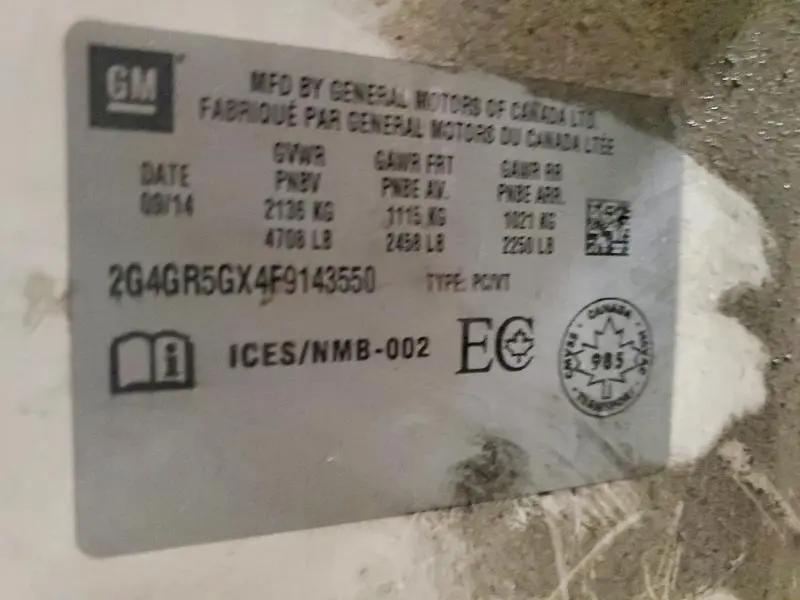 GM
MFD BY GENERAL MOTORS OF CANADA LTD.
FABRIQUÉ PAR GENERAL MOTORS DU CANADA LTÉE
DATE
09/14
GVWR
PNBV
2136 KG
4708 LB
GAWR FRT
PNBE AV.
1115 KG
2458 LB
GAWR RR
PNBE ARR.
1021 KG
2250 LB
2G4GR5GX4F9143550 TYPE: PC/VT
i ICES/NMB-002 EC
CANADA
985
TRANSPORT